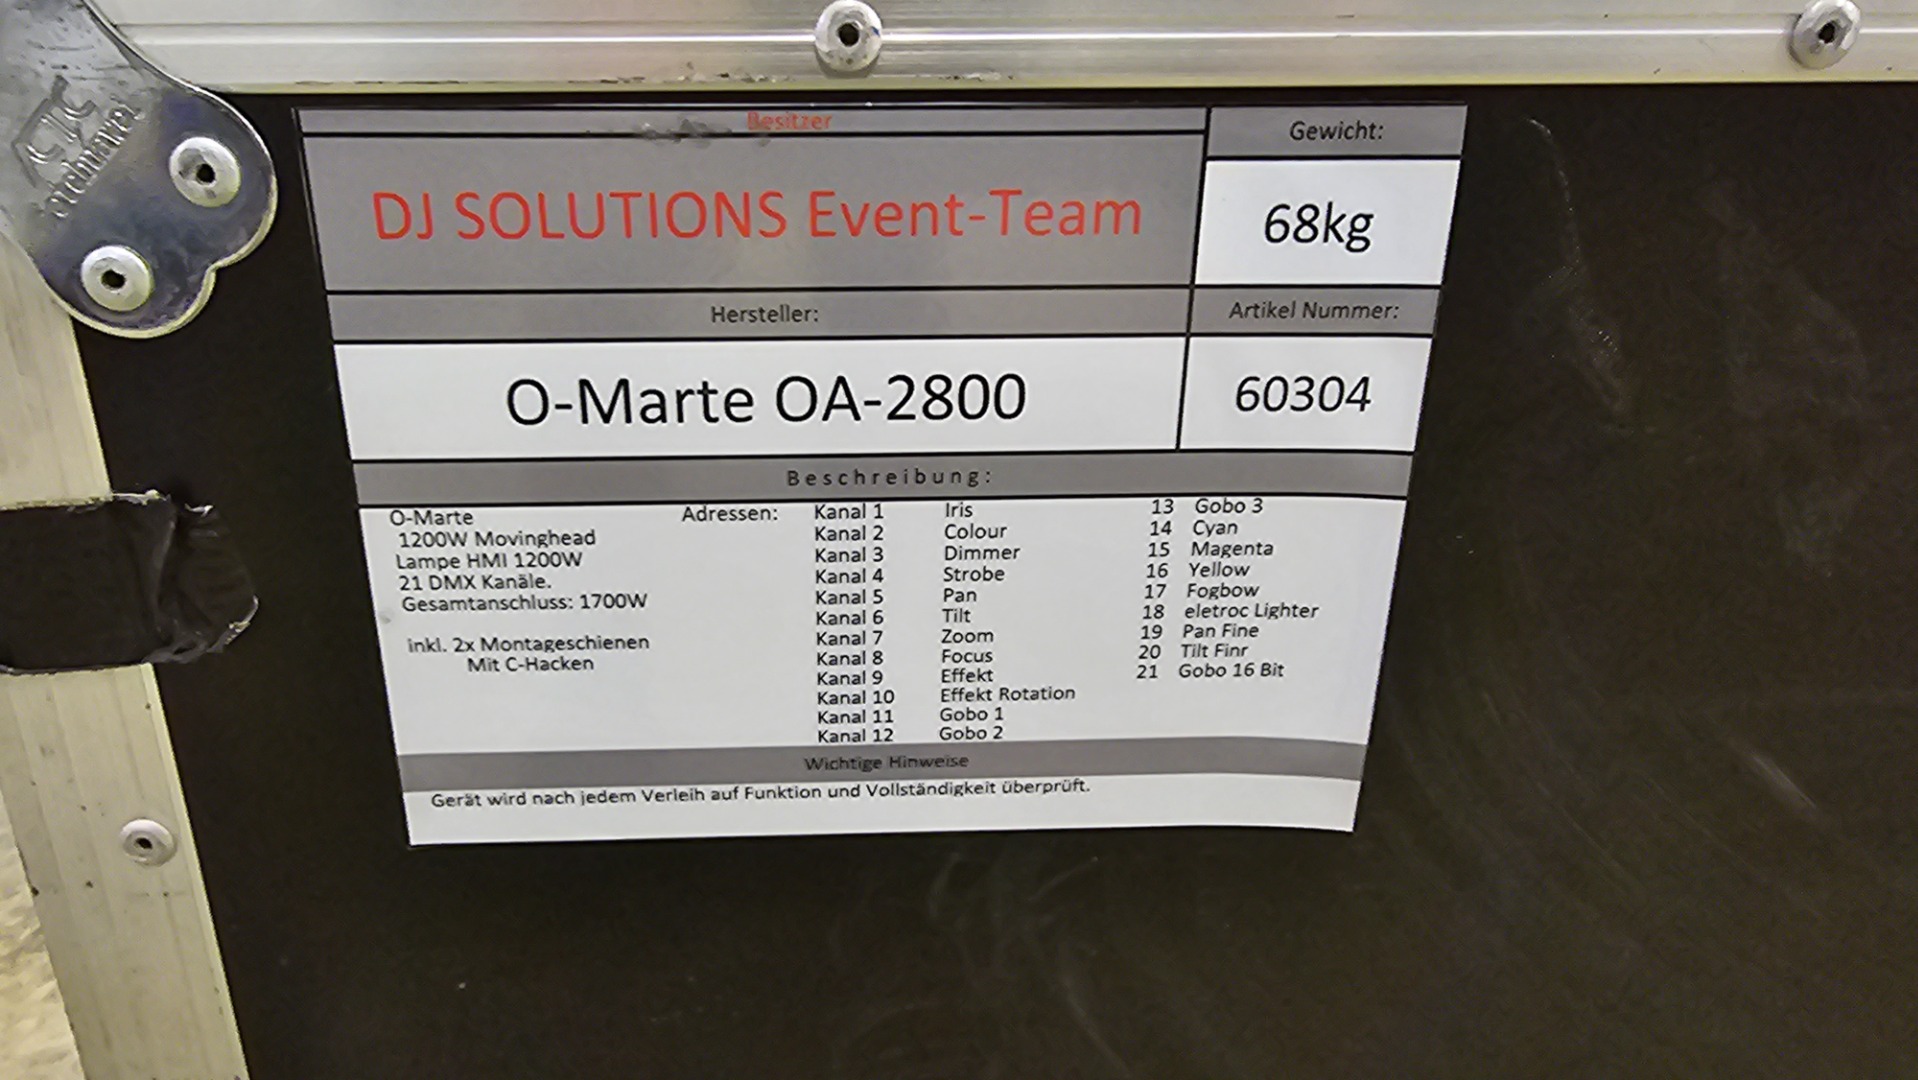 Besitzer
DJ SOLUTIONS Event-Team
Gewicht:
68kg
Hersteller:
O-Marte OA-2800
Artikel Nummer:
60304
Beschreibung:
O-Marte
1200W Movinghead
Lampe HMI 1200W
21 DMX Kanäle.
Gesamtanschluss: 1700W
inkl. 2x Montageschienen
Mit C-Hacken
Adressen:
Kanal 1 Iris
Kanal 2 Colour
Kanal 3 Dimmer
Kanal 4 Strobe
Kanal 5 Pan
Kanal 6 Tilt
Kanal 7 Zoom
Kanal 8 Focus
Kanal 9 Effekt
Kanal 10 Effekt Rotation
Kanal 11 Gobo 1
Kanal 12 Gobo 2
13 Gobo 3
14 Cyan
15 Magenta
16 Yellow
17 Fogbow
18 eletroc Lighter
19 Pan Fine
20 Tilt Finr
21 Gobo 16 Bit
Wichtige Hinweise
Gerät wird nach jedem Verleih auf Funktion und Vollständigkeit überprüft.